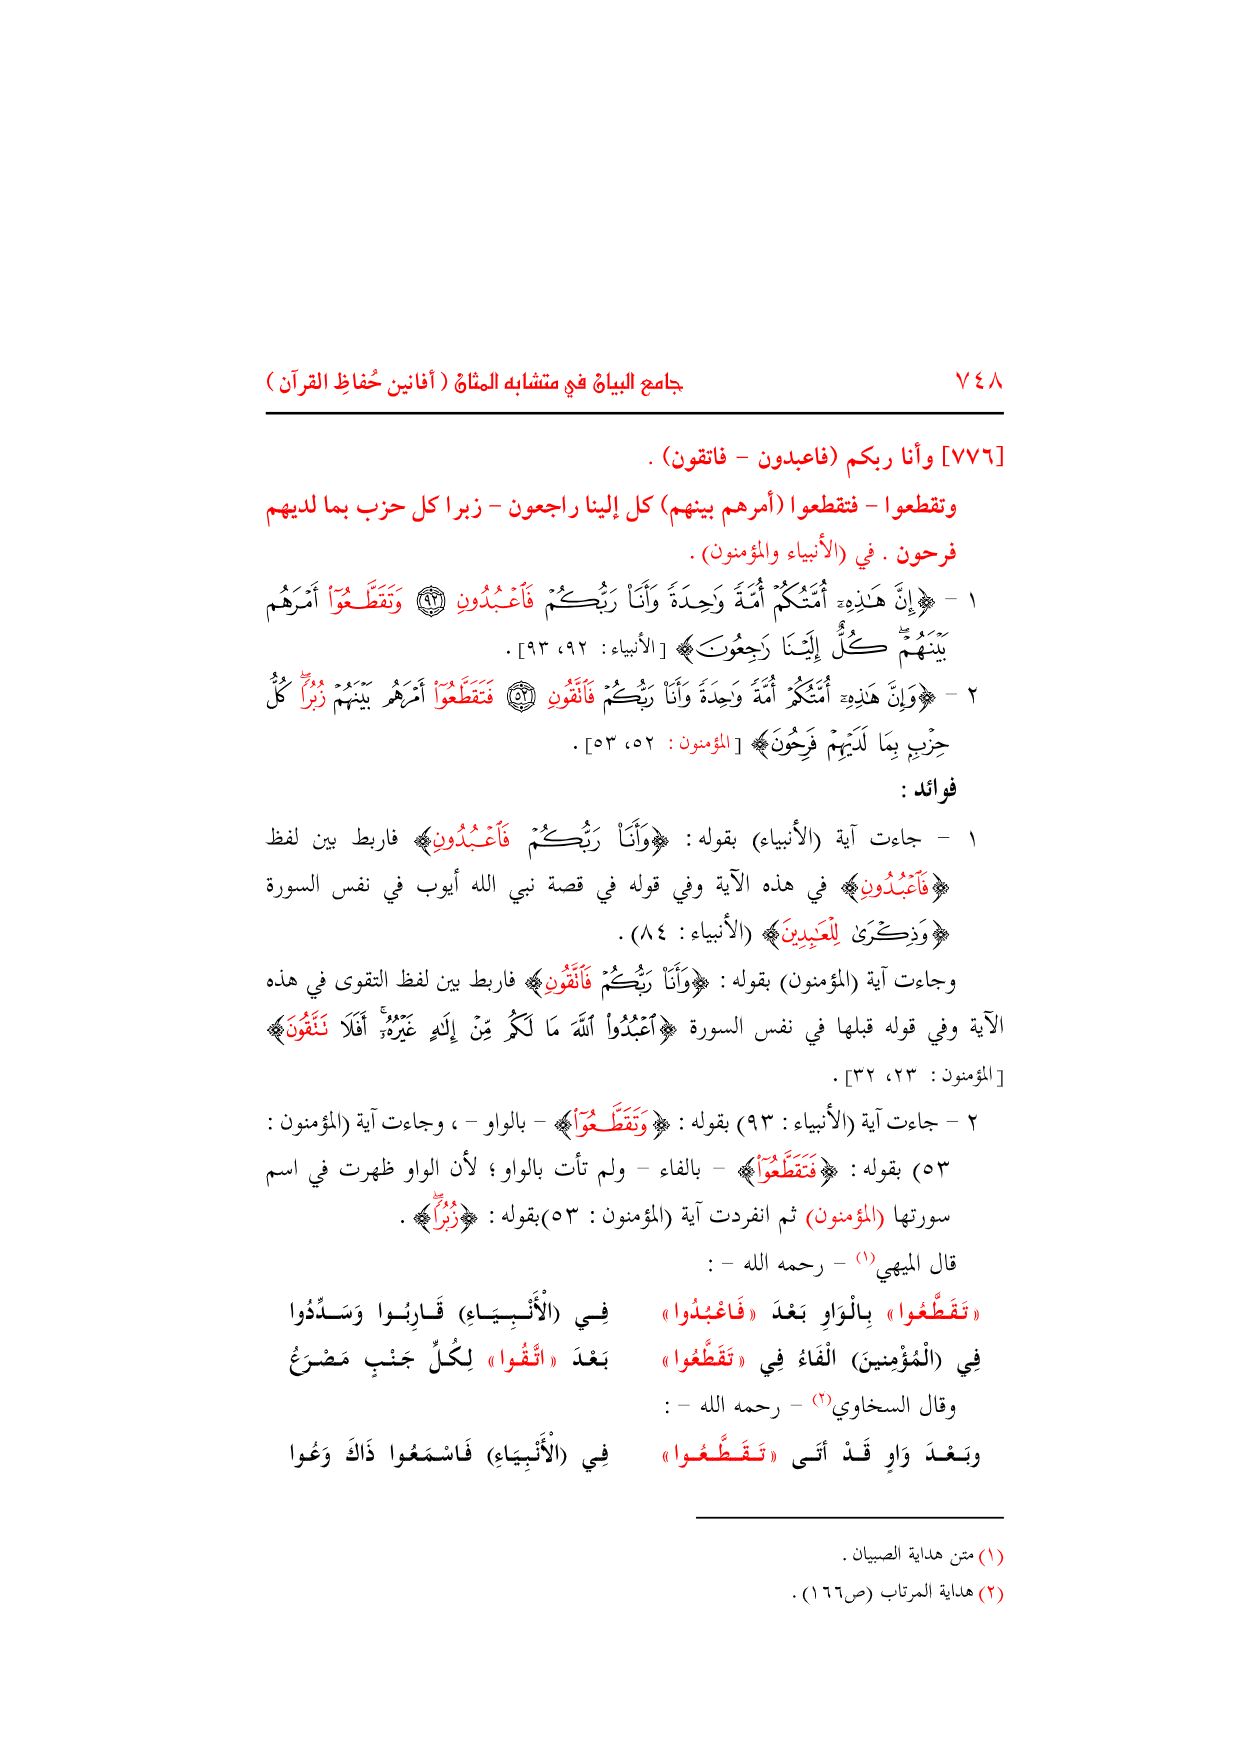 ٧٤٨ جامع البيان في متشابه المثان ( أفانين حُفاظِ القرآن )
[٧٧٦] وأنا ربكم (فاعبدون – فاتقون) .
وتقطعوا – فتقطعوا (أمرهم بينهم) كل إلينا راجعون – زبرا كل حزب بما لديهم
فرحون . في (الأنبياء والمؤمنون) .
١ – ﴿إِنَّ هَٰذِهِۦٓ أُمَّتُكُمْ أُمَّةً وَٰحِدَةً وَأَنَا۠ رَبُّكُمْ فَٱعْبُدُونِ ۝٩٢ وَتَقَطَّعُوٓا۟ أَمْرَهُم
بَيْنَهُمْ ۖ كُلٌّ إِلَيْنَا رَٰجِعُونَ﴾ [الأنبياء: ٩٢، ٩٣].
٢ – ﴿وَإِنَّ هَٰذِهِۦٓ أُمَّتُكُمْ أُمَّةً وَٰحِدَةً وَأَنَا۠ رَبُّكُمْ فَٱتَّقُونِ ۝٥٢ فَتَقَطَّعُوٓا۟ أَمْرَهُم بَيْنَهُمْ زُبُرًا ۖ كُلُّ
حِزْبٍۭ بِمَا لَدَيْهِمْ فَرِحُونَ﴾ [المؤمنون: ٥٢، ٥٣] .
فوائد :
١ – جاءت آية (الأنبياء) بقوله: ﴿وَأَنَا۠ رَبُّكُمْ فَٱعْبُدُونِ﴾ فاربط بين لفظ
﴿فَٱعْبُدُونِ﴾ في هذه الآية وفي قوله في قصة نبي الله أيوب في نفس السورة
﴿وَذِكْرَىٰ لِلْعَٰبِدِينَ﴾ (الأنبياء: ٨٤) .
وجاءت آية (المؤمنون) بقوله: ﴿وَأَنَا۠ رَبُّكُمْ فَٱتَّقُونِ﴾ فاربط بين لفظ التقوى في هذه
الآية وفي قوله قبلها في نفس السورة ﴿ٱعْبُدُوا۟ ٱللَّهَ مَا لَكُم مِّنْ إِلَٰهٍ غَيْرُهُۥٓ ۚ أَفَلَا تَتَّقُونَ﴾
[المؤمنون: ٢٣، ٣٢] .
٢ – جاءت آية (الأنبياء: ٩٣) بقوله: ﴿وَتَقَطَّعُوٓا۟﴾ – بالواو – ، وجاءت آية (المؤمنون:
٥٣) بقوله: ﴿فَتَقَطَّعُوٓا۟﴾ – بالفاء – ولم تأت بالواو؛ لأن الواو ظهرت في اسم
سورتها (المؤمنون) ثم انفردت آية (المؤمنون: ٥٣)بقوله: ﴿زُبُرًا ۖ﴾ .
قال الميهي(١) – رحمه الله – :
«تَقَطَّعُوا» بِالْوَاوِ بَعْدَ «فَاعْبُدُوا» فِي (الْأَنْبِيَاءِ) قَارِبُوا وَسَدِّدُوا
فِي (الْمُؤْمِنينَ) الْفَاءُ فِي «تَقَطَّعُوا» بَعْدَ «اتَّقُوا» لِكُلِّ جَنْبٍ مَصْرَعُ
وقال السخاوي(٢) – رحمه الله – :
وبَعْدَ وَاوٍ قَدْ أتَى «تَقَطَّعُوا» فِي (الْأَنْبِيَاءِ) فَاسْمَعُوا ذَاكَ وَعُوا
(١) متن هداية الصبيان .
(٢) هداية المرتاب (ص١٦٦) .